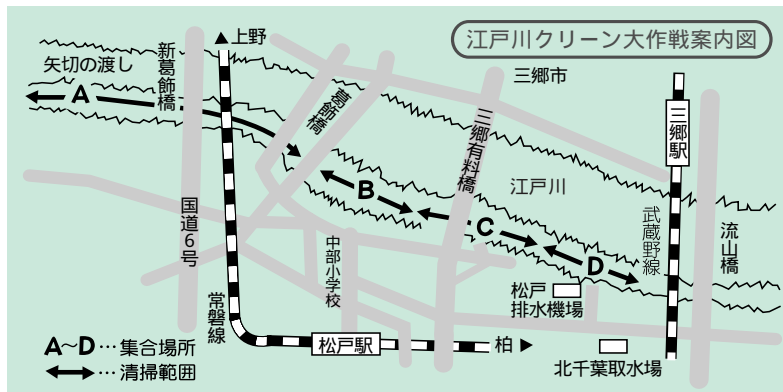 江戸川クリーン大作戦案内図
▲上野
新葛飾橋
矢切の渡し
三郷市
A
葛飾橋
三郷有料橋
三郷駅
江戸川
B
国道6号
C
武蔵野線
流山橋
中部小学校
D
松戸
排水機場
常磐線
松戸駅
柏▶
北千葉取水場
A〜D…集合場所
…清掃範囲